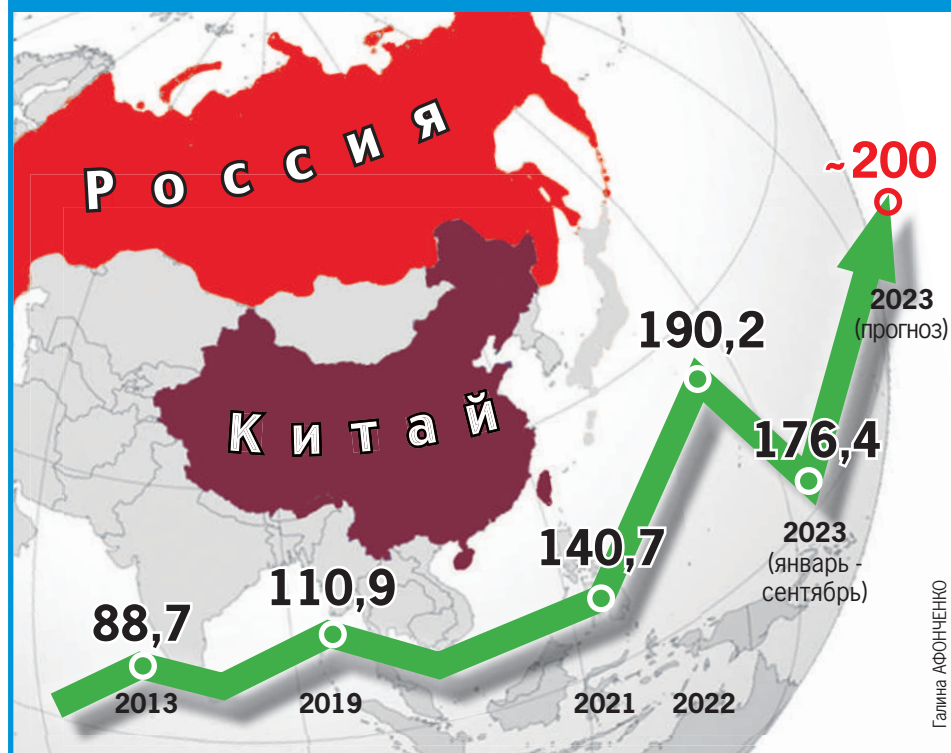 Россия
~200
2023
(прогноз)
190,2
Китай
176,4
2023
(январь -
сентябрь)
140,7
110,9
88,7
2013
2019
2021
2022
Галина АФОНЧЕНКО